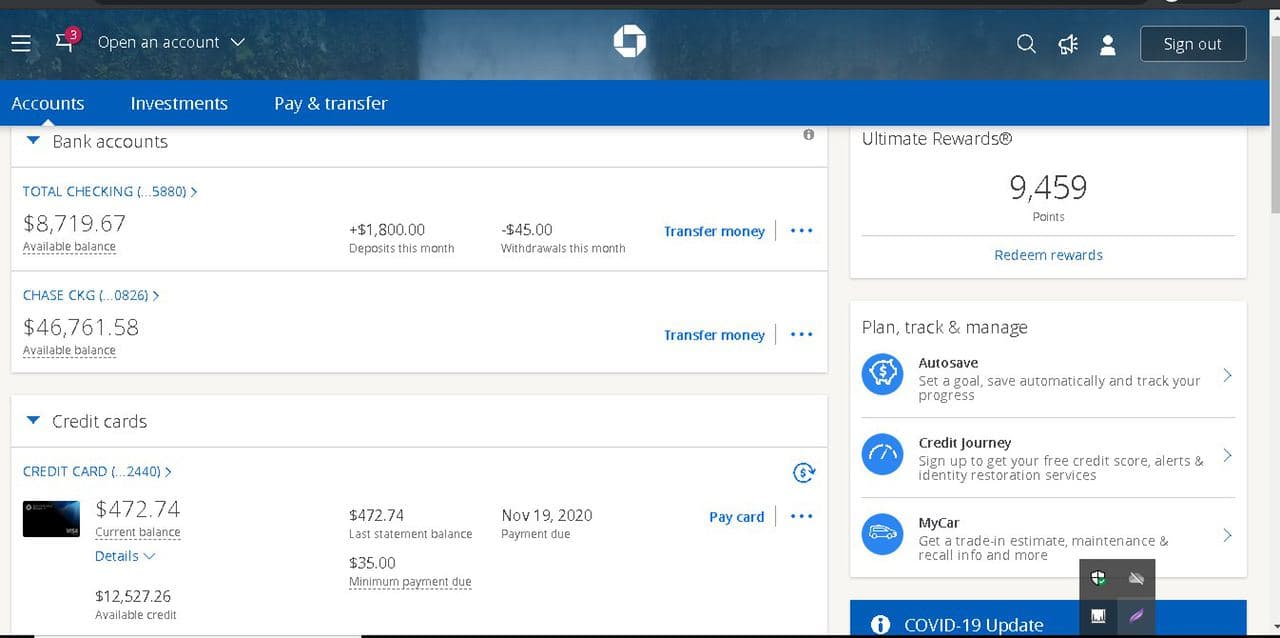 3
Open an account
Sign out
Accounts Investments Pay & transfer
Bank accounts
TOTAL CHECKING (...5880)
$8,719.67
Available balance
+$1,800.00
Deposits this month
-$45.00
Withdrawals this month
Transfer money
CHASE CKG (...0826)
$46,761.58
Available balance
Transfer money
Credit cards
CREDIT CARD (...2440)
VISA
$472.74
Current balance
Details
$12,527.26
Available credit
$472.74
Last statement balance
$35.00
Minimum payment due
Nov 19, 2020
Payment due
Pay card
Ultimate Rewards®
9,459
Points
Redeem rewards
Plan, track & manage
Autosave
Set a goal, save automatically and track your
progress
Credit Journey
Sign up to get your free credit score, alerts &
identity restoration services
MyCar
Get a trade-in estimate, maintenance &
recall info and more
COVID-19 Update